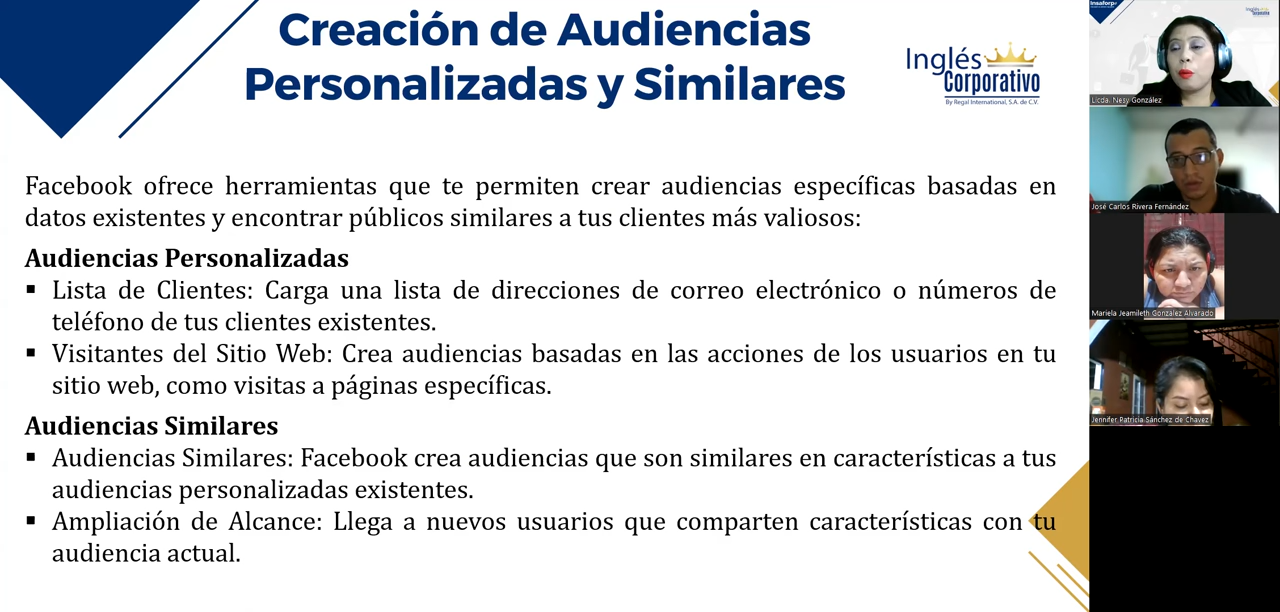 Creación de Audiencias
Personalizadas y Similares
Inglés
Corporativo
By Regal International, S.A. de C.V.
Facebook ofrece herramientas que te permiten crear audiencias específicas basadas en
datos existentes y encontrar públicos similares a tus clientes más valiosos:
Audiencias Personalizadas
▪ Lista de Clientes: Carga una lista de direcciones de correo electrónico o números de
teléfono de tus clientes existentes.
▪ Visitantes del Sitio Web: Crea audiencias basadas en las acciones de los usuarios en tu
sitio web, como visitas a páginas específicas.
Audiencias Similares
▪ Audiencias Similares: Facebook crea audiencias que son similares en características a tus
audiencias personalizadas existentes.
▪ Ampliación de Alcance: Llega a nuevos usuarios que comparten características con tu
audiencia actual.
Insaforp
Inglés
Corporativo
Licda. Nesy González
José Carlos Rivera Fernández
Mariela Jeamileth González Alvarado
Jennifer Patricia Sánchez de Chavez